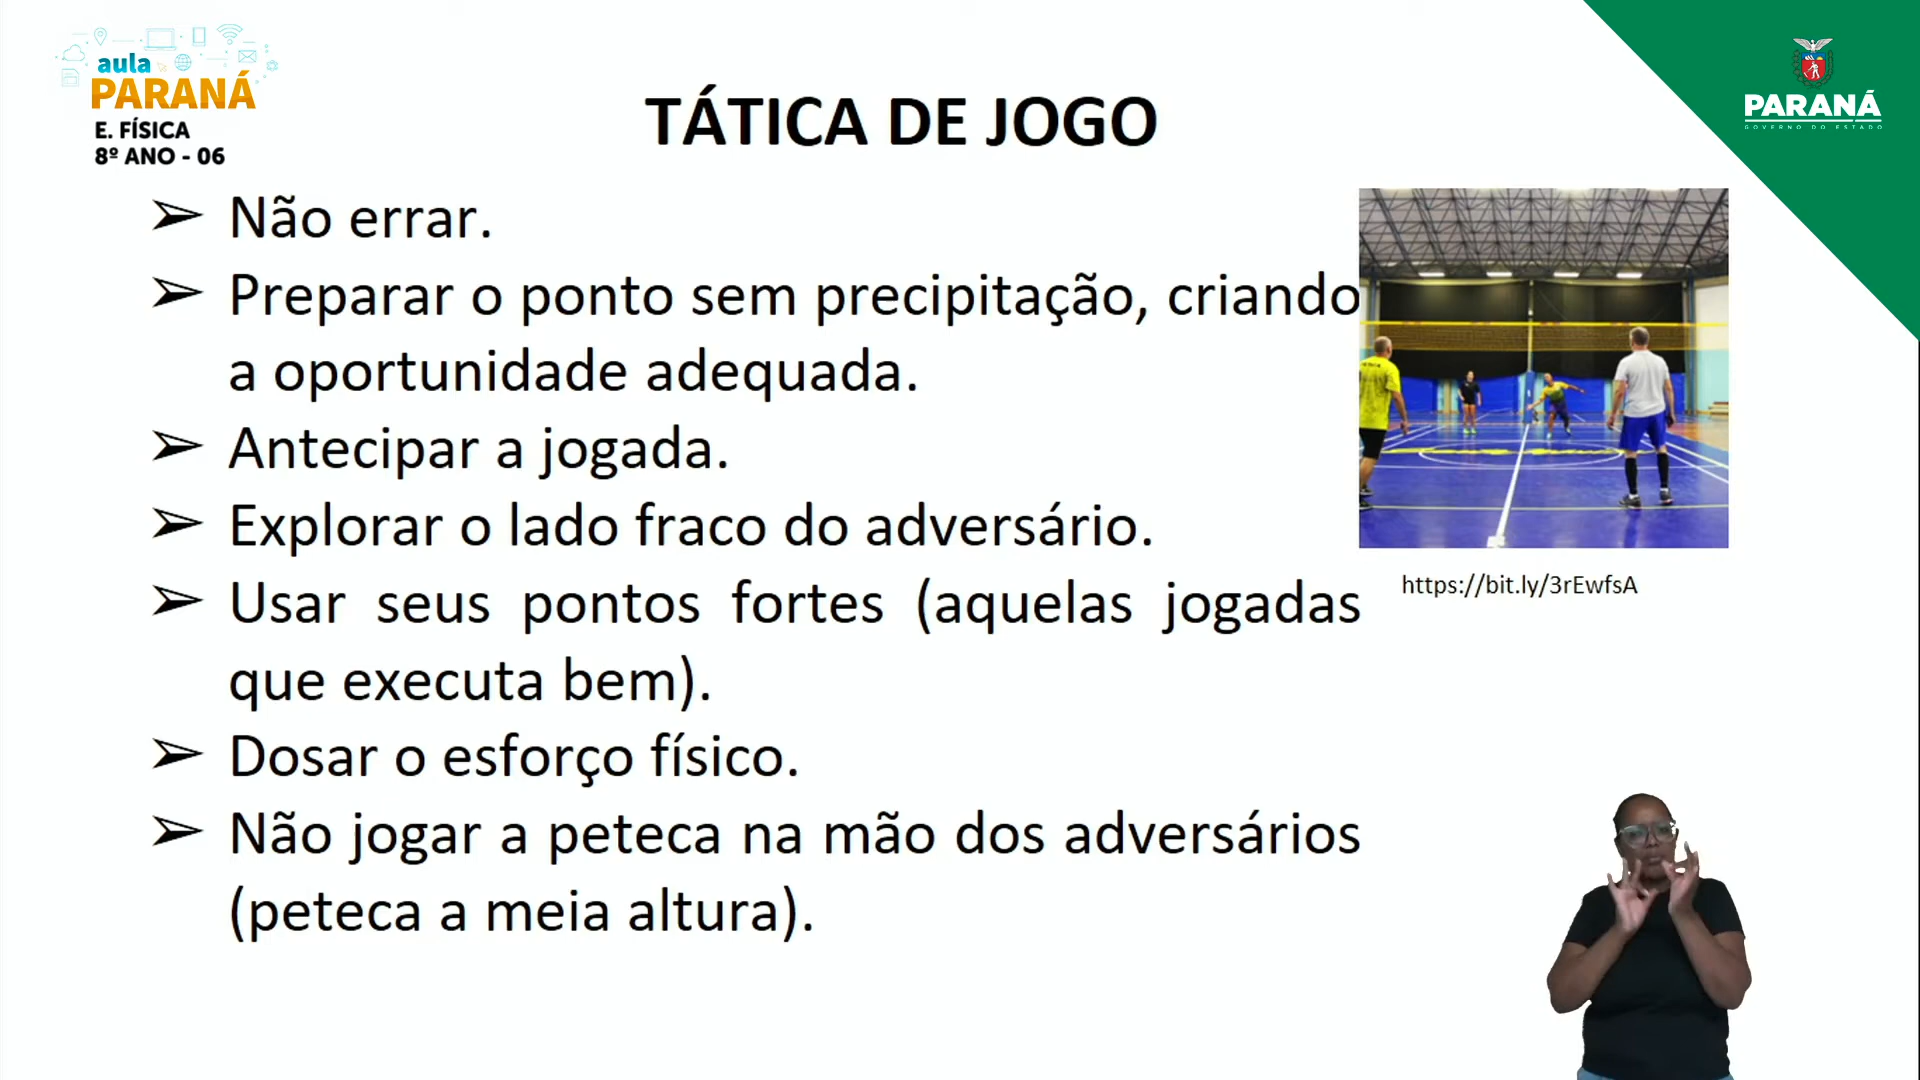 aula
PARANÁ
E. FÍSICA
8º ANO - 06
PARANÁ
GOVERNO DO ESTADO
TÁTICA DE JOGO
➢ Não errar.
➢ Preparar o ponto sem precipitação, criando
a oportunidade adequada.
➢ Antecipar a jogada.
➢ Explorar o lado fraco do adversário.
➢ Usar seus pontos fortes (aquelas jogadas
que executa bem).
➢ Dosar o esforço físico.
➢ Não jogar a peteca na mão dos adversários
(peteca a meia altura).
https://bit.ly/3rEwfsA